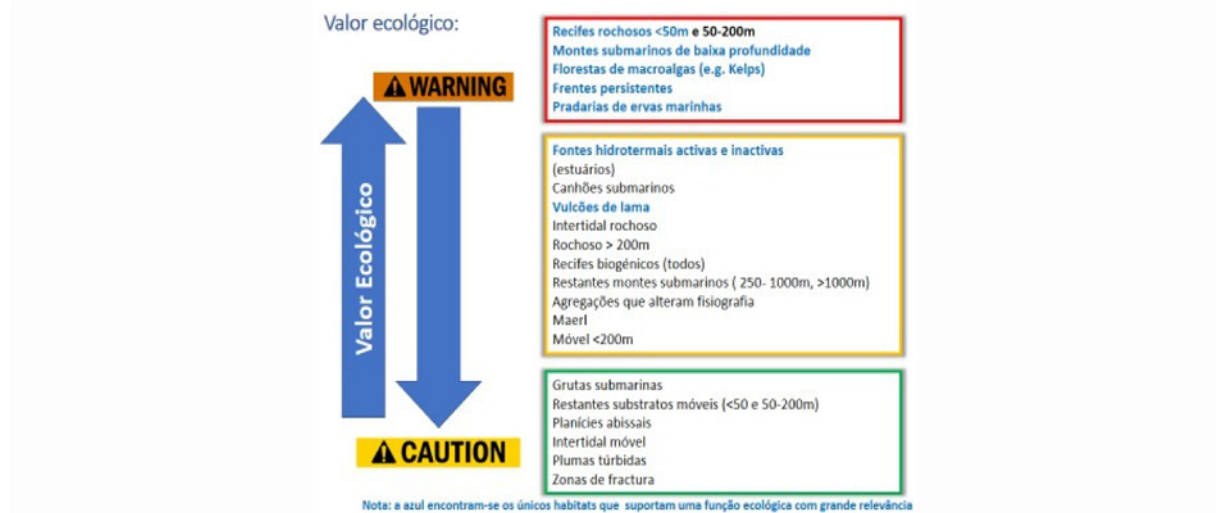 Valor ecológico:
WARNING
Valor Ecológico
CAUTION
Recifes rochosos <50m e 50-200m
Montes submarinos de baixa profundidade
Florestas de macroalgas (e.g. Kelps)
Frentes persistentes
Pradarias de ervas marinhas
Fontes hidrotermais activas e inactivas
(estuários)
Canhões submarinos
Vulcões de lama
Intertidal rochoso
Rochoso > 200m
Recifes biogénicos (todos)
Restantes montes submarinos ( 250- 1000m, >1000m)
Agregações que alteram fisiografia
Maerl
Móvel <200m
Grutas submarinas
Restantes substratos móveis (<50 e 50-200m)
Planícies abissais
Intertidal móvel
Plumas túrbidas
Zonas de fractura
Nota: a azul encontram-se os únicos habitats que suportam uma função ecológica com grande relevância